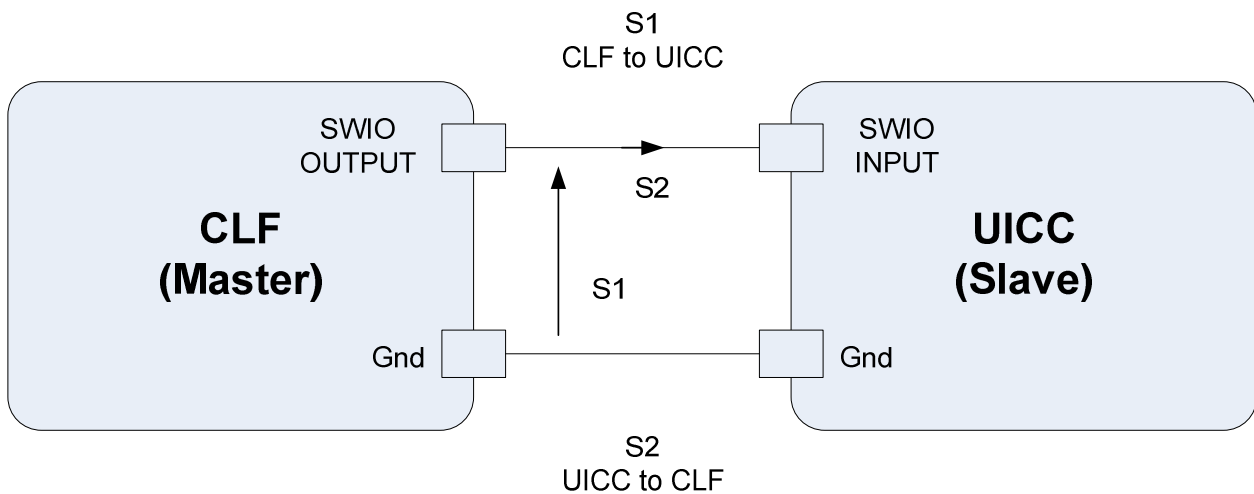 S1
CLF to UICC
SWIO
OUTPUT
SWIO
INPUT
S2
CLF
(Master)
UICC
(Slave)
S1
Gnd
Gnd
S2
UICC to CLF